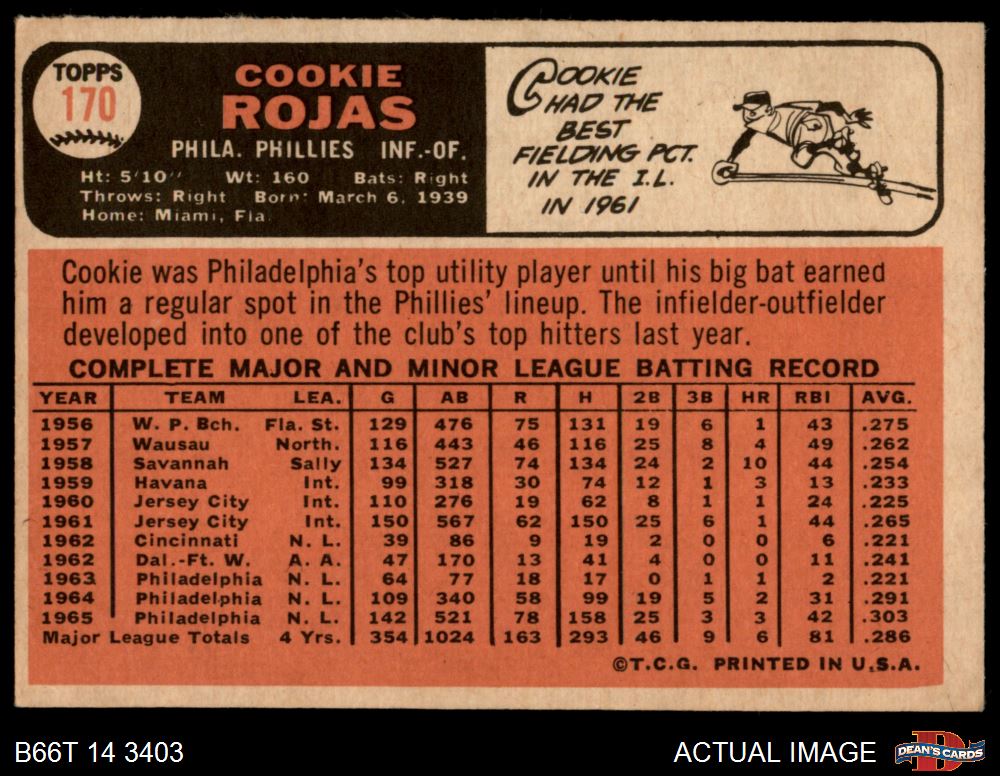 TOPPS
170
COOKIE
ROJAS
PHILA. PHILLIES INF.-OF.
Ht: 5'10" Wt: 160 Bats: Right
Throws: Right Born: March 6, 1939
Home: Miami, Fla.
COOKIE
HAD THE
BEST
FIELDING PCT.
IN THE I.L.
IN 1961
Cookie was Philadelphia's top utility player until his big bat earned
him a regular spot in the Phillies' lineup. The infielder-outfielder
developed into one of the club's top hitters last year.
COMPLETE MAJOR AND MINOR LEAGUE BATTING RECORD
YEAR TEAM LEA. G AB R H 2B 3B HR RBI AVG.
1956 W. P. Bch. Fla. St. 129 476 75 131 19 6 1 43 .275
1957 Wausau North. 116 443 46 116 25 8 4 49 .262
1958 Savannah Sally 134 527 74 134 24 2 10 44 .254
1959 Havana Int. 99 318 30 74 12 1 3 13 .233
1960 Jersey City Int. 110 276 19 62 8 1 1 24 .225
1961 Jersey City Int. 150 567 62 150 25 6 1 44 .265
1962 Cincinnati N. L. 39 86 9 19 2 0 0 6 .221
1962 Dal.-Ft. W. A. A. 47 170 13 41 4 0 0 11 .241
1963 Philadelphia N. L. 64 77 18 17 0 1 1 2 .221
1964 Philadelphia N. L. 109 340 58 99 19 5 2 31 .291
1965 Philadelphia N. L. 142 521 78 158 25 3 3 42 .303
Major League Totals 4 Yrs. 354 1024 163 293 46 9 6 81 .286
©T.C.G. PRINTED IN U.S.A.
B66T 14 3403
ACTUAL IMAGE
D
DEAN'S CARDS